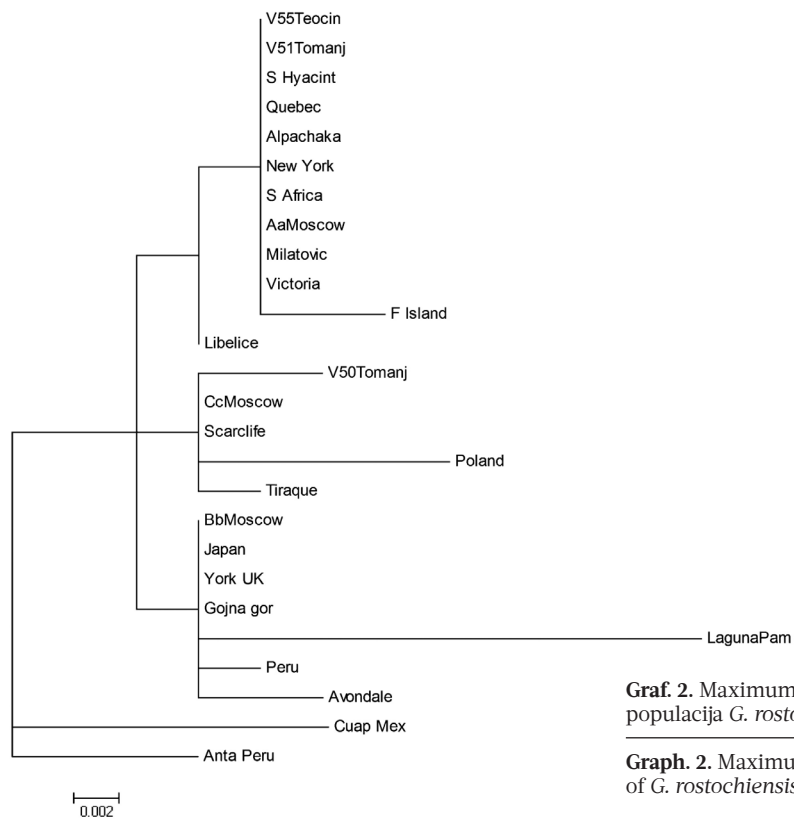 V55Teocin
V51Tomanj
S Hyacint
Quebec
Alpachaka
New York
S Africa
AaMoscow
Milatovic
Victoria
F Island
Libelice
V50Tomanj
CcMoscow
Scarclife
Poland
Tiraque
BbMoscow
Japan
York UK
Gojna gor
LagunaPam
Peru
Avondale
Cuap Mex
Anta Peru
0.002
Graf. 2. Maximum
populacija G. rosto
Graph. 2. Maximu
of G. rostochiensis